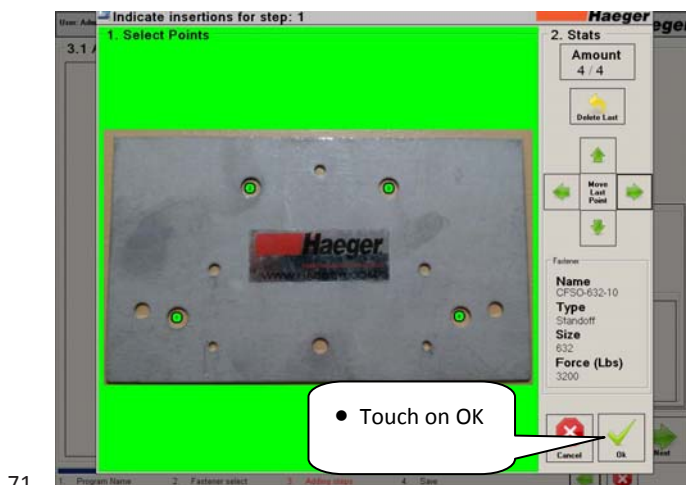 Indicate insertions for step: 1
Haeger
User: Adm
3.1 A
1. Select Points
2. Stats
Amount
4 / 4
Delete Last
Move
Last
Point
Haeger
Fastener
Name
CFSO-632-10
Type
Standoff
Size
632
Force (Lbs)
3200
• Touch on OK
Cancel
Ok
Next
71
1. Program Name
2. Fastener select
3. Adding steps
4. Save